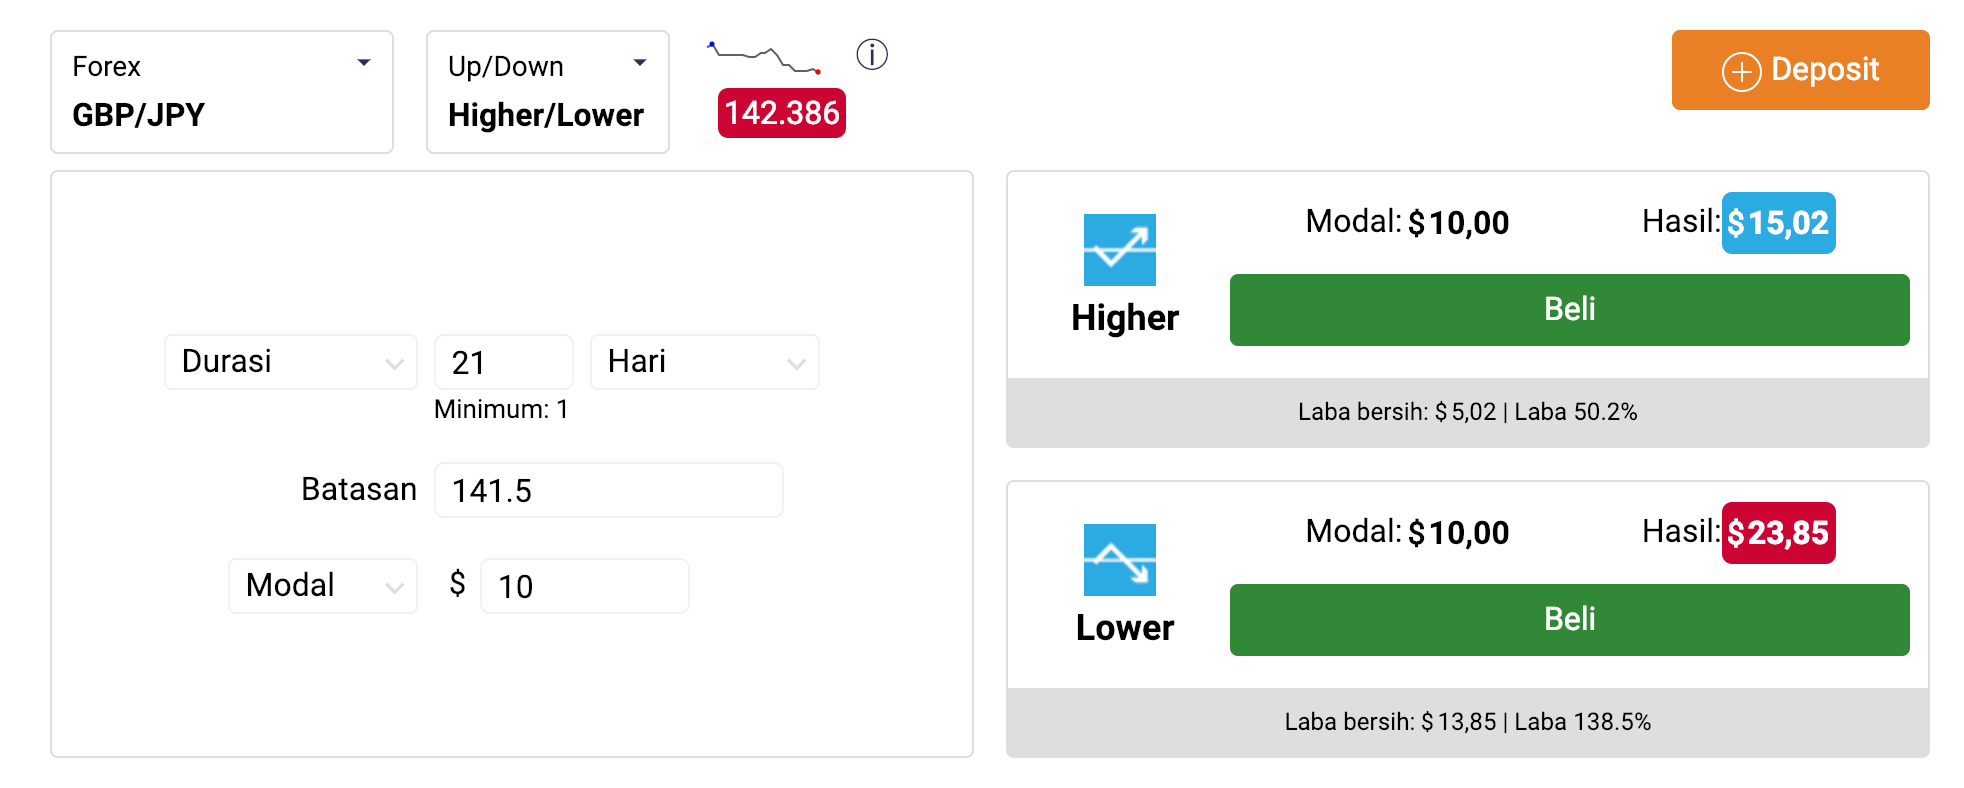 Forex
GBP/JPY
Up/Down
Higher/Lower
142.386
Deposit
Durasi
21
Hari
Minimum: 1
Batasan
141.5
Modal
$
10
Modal: $10,00
Hasil: $15,02
Higher
Beli
Laba bersih: $5,02 | Laba 50.2%
Modal: $10,00
Hasil: $23,85
Lower
Beli
Laba bersih: $13,85 | Laba 138.5%